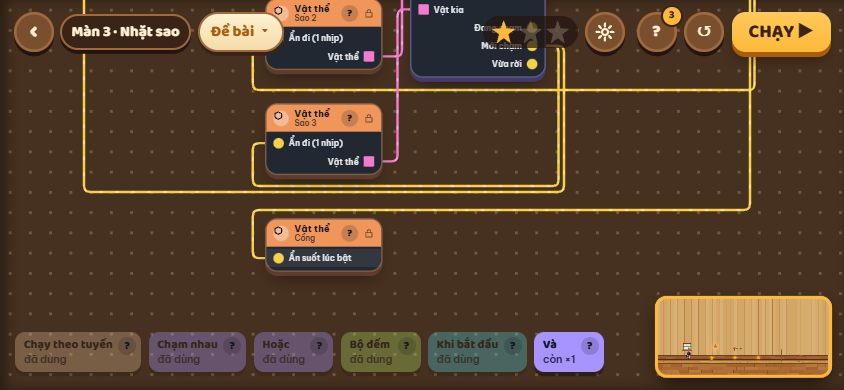 Màn 3 · Nhặt sao
Đề bài
3
?
CHẠY
Vật thể
Sao 2
?
Ẩn đi (1 nhịp)
Vật thể
Vật kia
Mới chạm
Vừa rời
Vật thể
Sao 3
?
Ẩn đi (1 nhịp)
Vật thể
Vật thể
Cổng
?
Ẩn suốt lúc bật
Chạy theo tuyến ?
đã dùng
Chạm nhau ?
đã dùng
Hoặc ?
đã dùng
Bộ đếm ?
đã dùng
Khi bắt đầu ?
đã dùng
Và ?
còn ×1